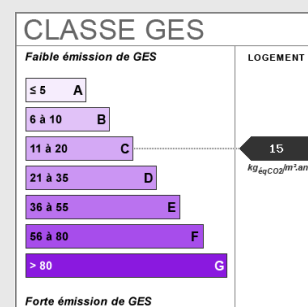 CLASSE GES
Faible émission de GES
LOGEMENT
≤ 5 A
6 à 10 B
11 à 20 C
15
kgéqCO2/m².an
21 à 35 D
36 à 55 E
56 à 80 F
> 80 G
Forte émission de GES